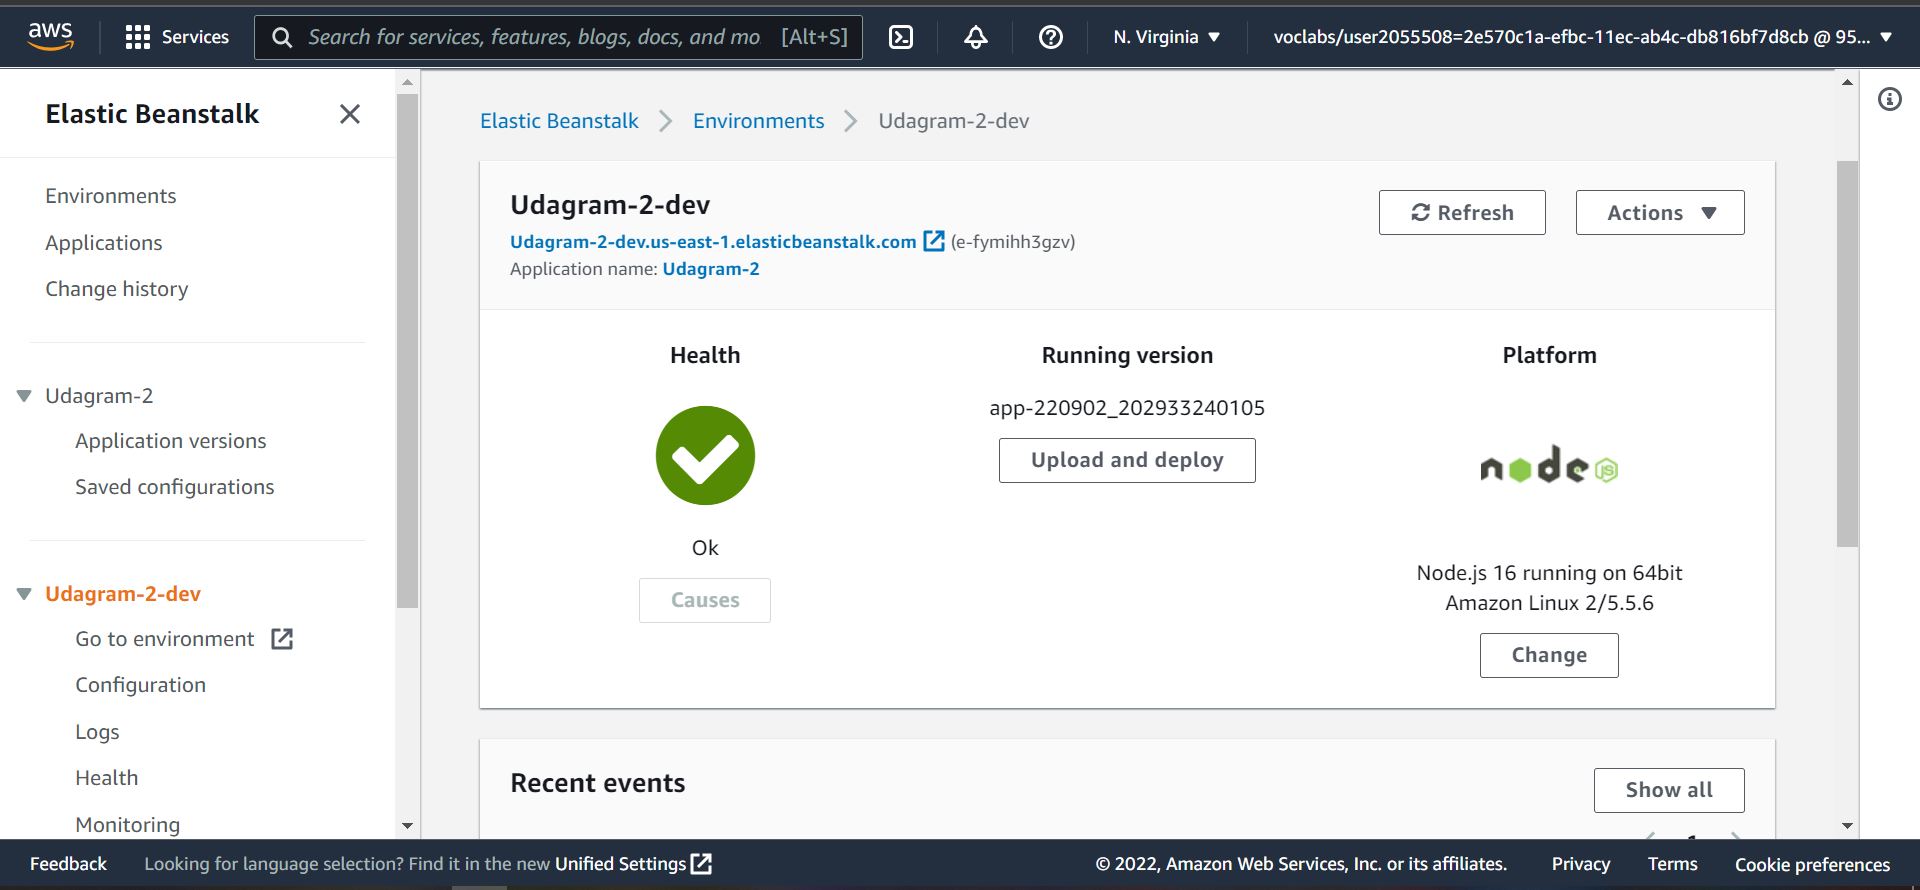 aws
Services
Search for services, features, blogs, docs, and mo
[Alt+S]
N. Virginia
voclabs/user2055508=2e570c1a-efbc-11ec-ab4c-db816bf7d8cb @ 95...
Elastic Beanstalk
Environments
Applications
Change history
Udagram-2
Application versions
Saved configurations
Udagram-2-dev
Go to environment
Configuration
Logs
Health
Monitoring
Elastic Beanstalk
Environments
Udagram-2-dev
Udagram-2-dev
Udagram-2-dev.us-east-1.elasticbeanstalk.com (e-fymihh3gzv)
Application name: Udagram-2
Refresh
Actions
Health
Ok
Causes
Running version
app-220902_202933240105
Upload and deploy
Platform
node JS
Node.js 16 running on 64bit
Amazon Linux 2/5.5.6
Change
Recent events
Show all
1
Feedback
Looking for language selection? Find it in the new Unified Settings
© 2022, Amazon Web Services, Inc. or its affiliates.
Privacy
Terms
Cookie preferences